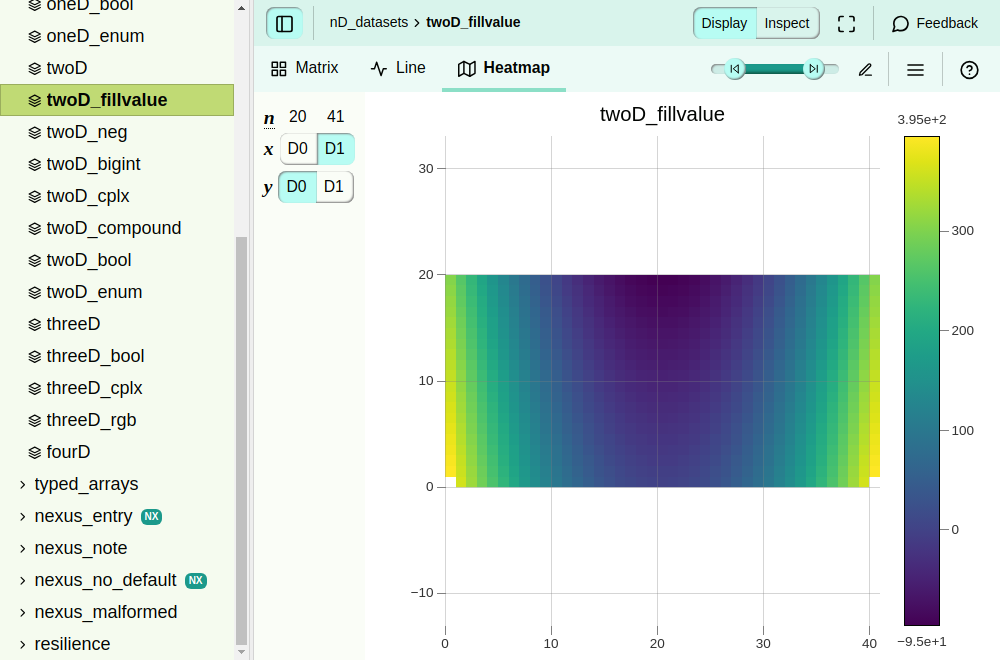 oneD_bool
oneD_enum
twoD
twoD_fillvalue
twoD_neg
twoD_bigint
twoD_cplx
twoD_compound
twoD_bool
twoD_enum
threeD
threeD_bool
threeD_cplx
threeD_rgb
fourD
typed_arrays
nexus_entry NX
nexus_note
nexus_no_default NX
nexus_malformed
resilience
nD_datasets › twoD_fillvalue
Display Inspect
Feedback
Matrix Line Heatmap
n 20 41
x D0 D1
y D0 D1
twoD_fillvalue
30
20
10
0
−10
0 10 20 30 40
3.95e+2
300
200
100
0
−9.5e+1